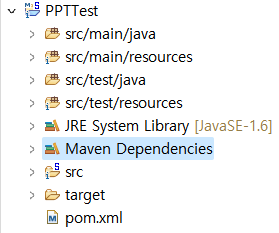 PPTTest
src/main/java
src/main/resources
src/test/java
src/test/resources
JRE System Library [JavaSE-1.6]
Maven Dependencies
src
target
pom.xml